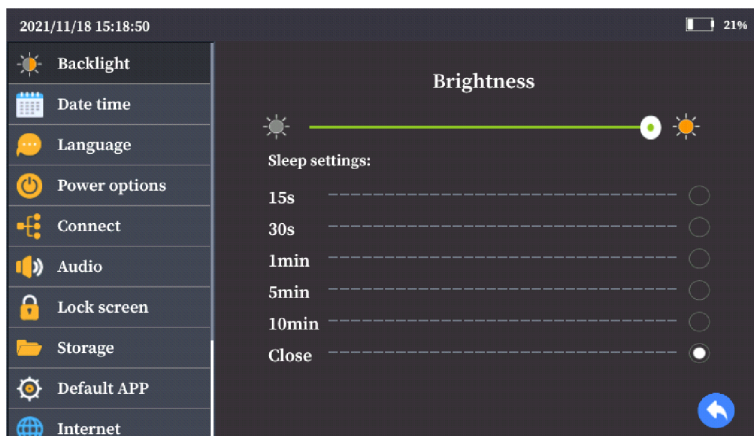 2021/11/18 15:18:50
21%
Backlight
Date time
Language
Power options
Connect
Audio
Lock screen
Storage
Default APP
Internet
Brightness
Sleep settings:
15s
30s
1min
5min
10min
Close